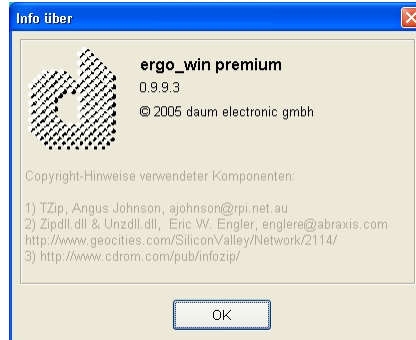 Info über
ergo_win premium
0.9.9.3
© 2005 daum electronic gmbh
Copyright-Hinweise verwendeter Komponenten:
1) TZip, Angus Johnson, ajohnson@rpi.net.au
2) Zipdll.dll & Unzdll.dll, Eric W. Engler, englere@abraxis.com
http://www.geocities.com/SiliconValley/Network/2114/
3) http://www.cdrom.com/pub/infozip/
OK